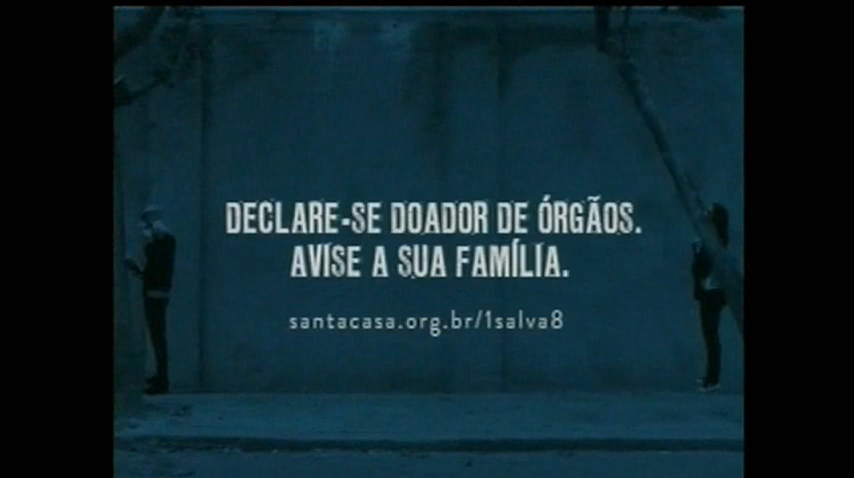 DECLARE-SE DOADOR DE ÓRGÃOS.
AVISE A SUA FAMÍLIA.
santacasa.org.br/1salva8